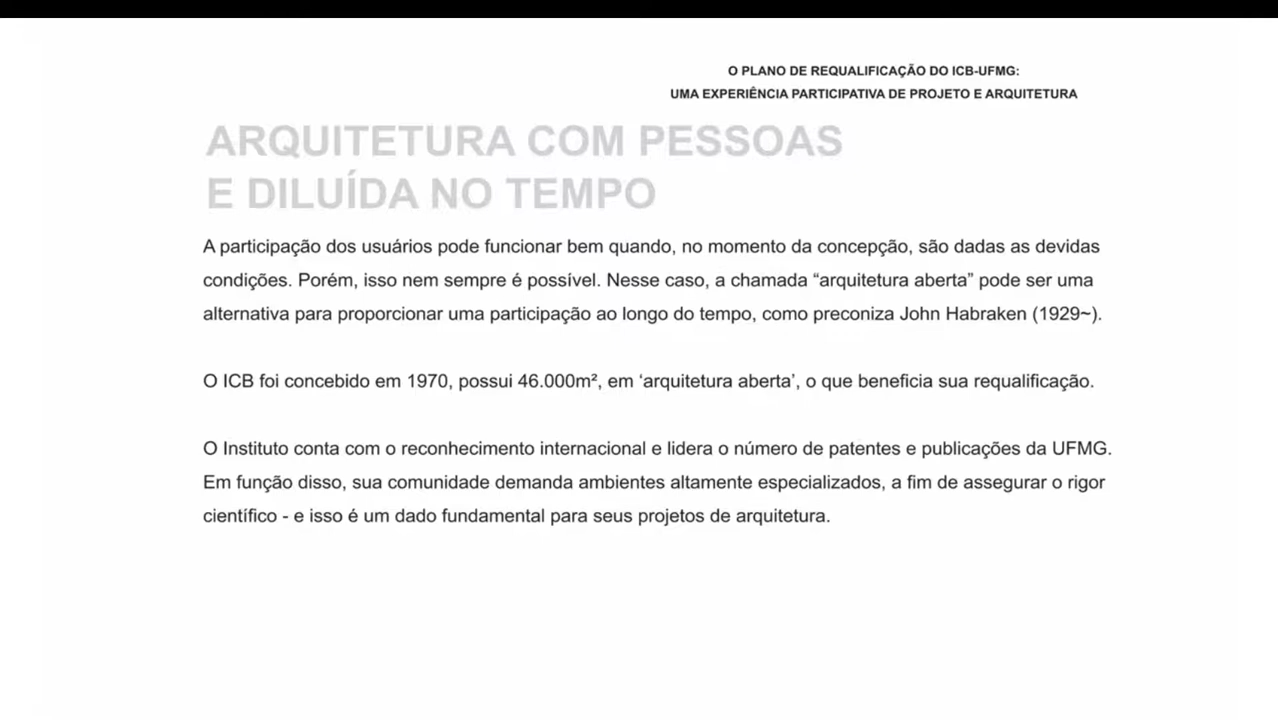 O PLANO DE REQUALIFICAÇÃO DO ICB-UFMG:
UMA EXPERIÊNCIA PARTICIPATIVA DE PROJETO E ARQUITETURA
ARQUITETURA COM PESSOAS
E DILUÍDA NO TEMPO
A participação dos usuários pode funcionar bem quando, no momento da concepção, são dadas as devidas
condições. Porém, isso nem sempre é possível. Nesse caso, a chamada “arquitetura aberta” pode ser uma
alternativa para proporcionar uma participação ao longo do tempo, como preconiza John Habraken (1929~).
O ICB foi concebido em 1970, possui 46.000m², em ‘arquitetura aberta’, o que beneficia sua requalificação.
O Instituto conta com o reconhecimento internacional e lidera o número de patentes e publicações da UFMG.
Em função disso, sua comunidade demanda ambientes altamente especializados, a fim de assegurar o rigor
científico - e isso é um dado fundamental para seus projetos de arquitetura.